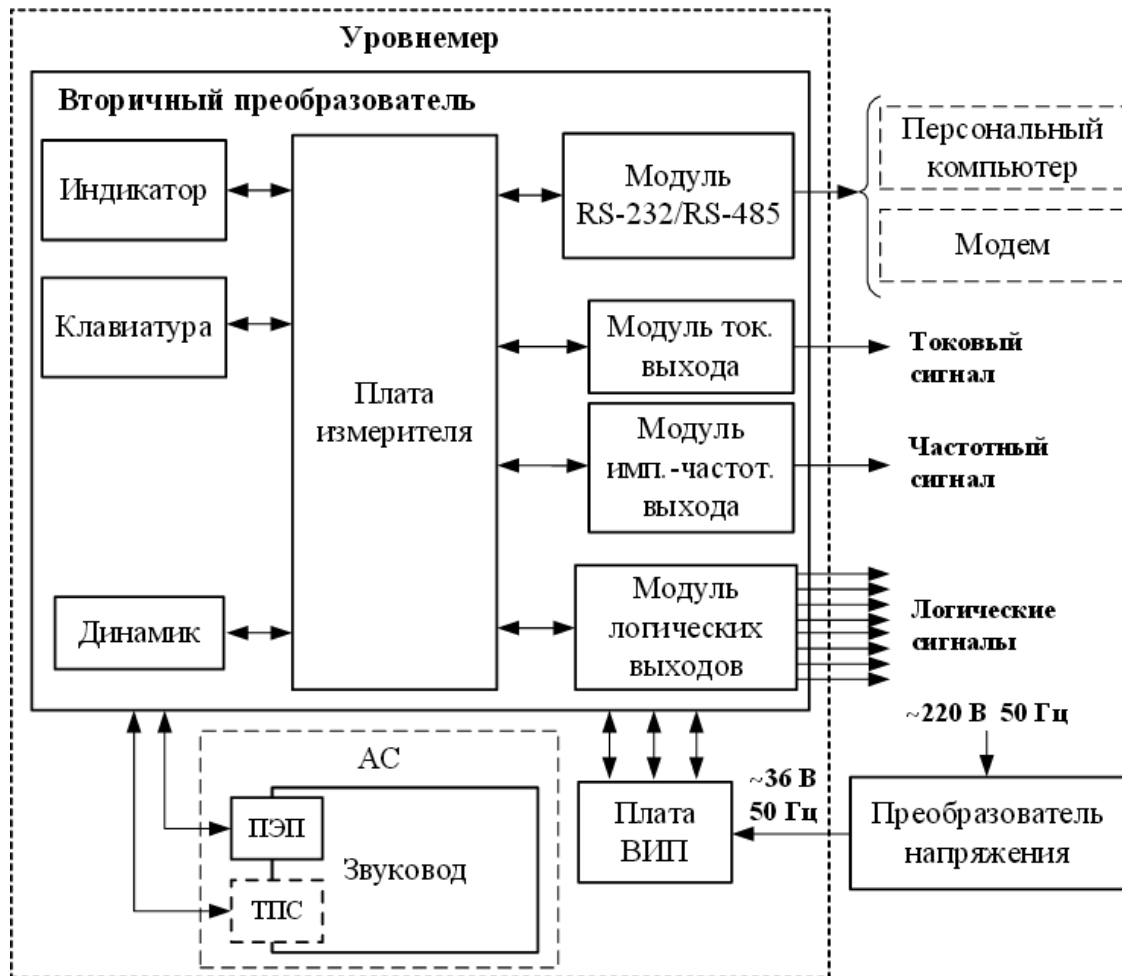 Уровнемер
Вторичный преобразователь
Индикатор
Клавиатура
Динамик
Плата
измерителя
Модуль
RS-232/RS-485
Модуль ток.
выхода
Модуль
имп.-частот.
выхода
Модуль
логических
выходов
Персональный
компьютер
Модем
Токовый
сигнал
Частотный
сигнал
Логические
сигналы
~220 В 50 Гц
АС
ПЭП
Звуковод
ТПС
Плата
ВИП
~36 В
50 Гц
Преобразователь
напряжения